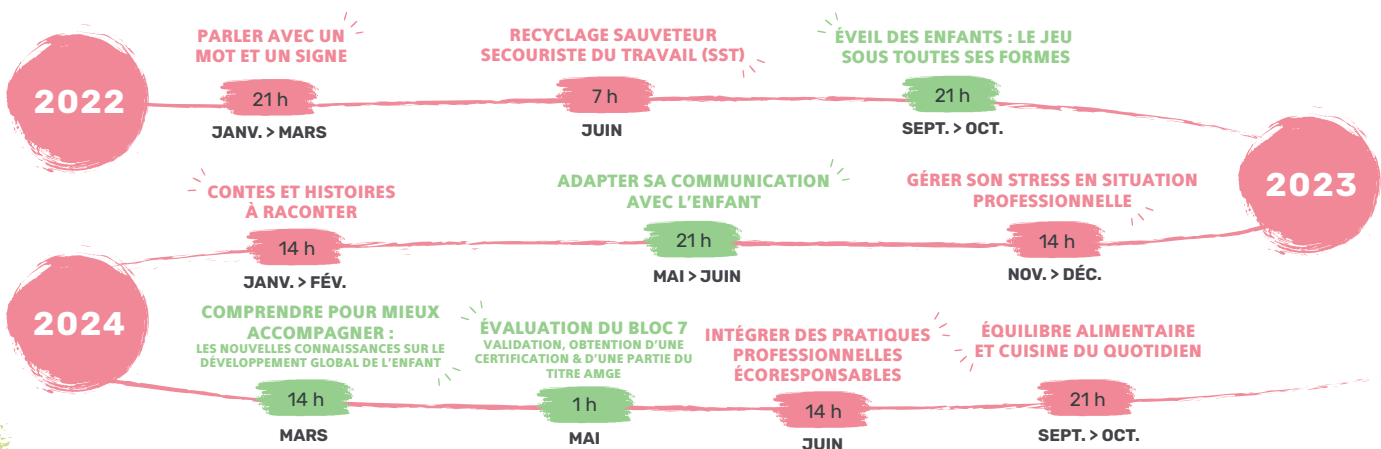 2022
PARLER AVEC UN
MOT ET UN SIGNE
21 h
JANV. > MARS
RECYCLAGE SAUVETEUR
SECOURISTE DU TRAVAIL (SST)
7 h
JUIN
ÉVEIL DES ENFANTS : LE JEU
SOUS TOUTES SES FORMES
21 h
SEPT. > OCT.
2023
CONTES ET HISTOIRES
À RACONTER
14 h
JANV. > FÉV.
ADAPTER SA COMMUNICATION
AVEC L'ENFANT
21 h
MAI > JUIN
GÉRER SON STRESS EN SITUATION
PROFESSIONNELLE
14 h
NOV. > DÉC.
2024
COMPRENDRE POUR MIEUX
ACCOMPAGNER :
LES NOUVELLES CONNAISSANCES SUR LE
DÉVELOPPEMENT GLOBAL DE L'ENFANT
14 h
MARS
ÉVALUATION DU BLOC 7
VALIDATION, OBTENTION D'UNE
CERTIFICATION & D'UNE PARTIE DU
TITRE AMGE
1 h
MAI
INTÉGRER DES PRATIQUES
PROFESSIONNELLES
ÉCORESPONSABLES
14 h
JUIN
ÉQUILIBRE ALIMENTAIRE
ET CUISINE DU QUOTIDIEN
21 h
SEPT. > OCT.